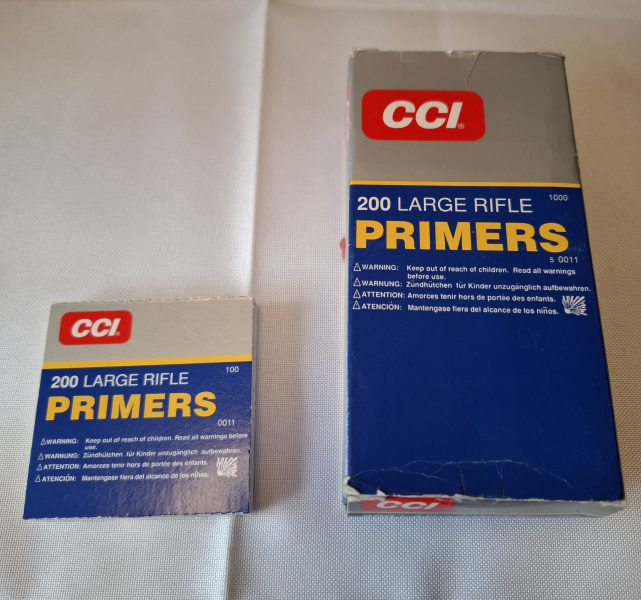 CCI®
200 LARGE RIFLE 1000
PRIMERS
5 0011
⚠WARNING: Keep out of reach of children. Read all warnings
before use.
⚠WARNUNG: Zündhütchen für Kinder unzugänglich aufbewahren.
⚠ATTENTION: Amorces tenir hors de portée des enfants.
⚠ATENCIÓN: Mantengase fiera del alcance de los niños.
CCI
CCI®
200 LARGE RIFLE 100
PRIMERS
0011
⚠WARNING: Keep out of reach of children. Read all warnings before
use.
⚠WARNUNG: Zündhütchen für Kinder unzugänglich aufbewahren.
⚠ATTENTION: Amorces tenir hors de portée des enfants.
⚠ATENCIÓN: Mantengase fiera del alcance de los niños.